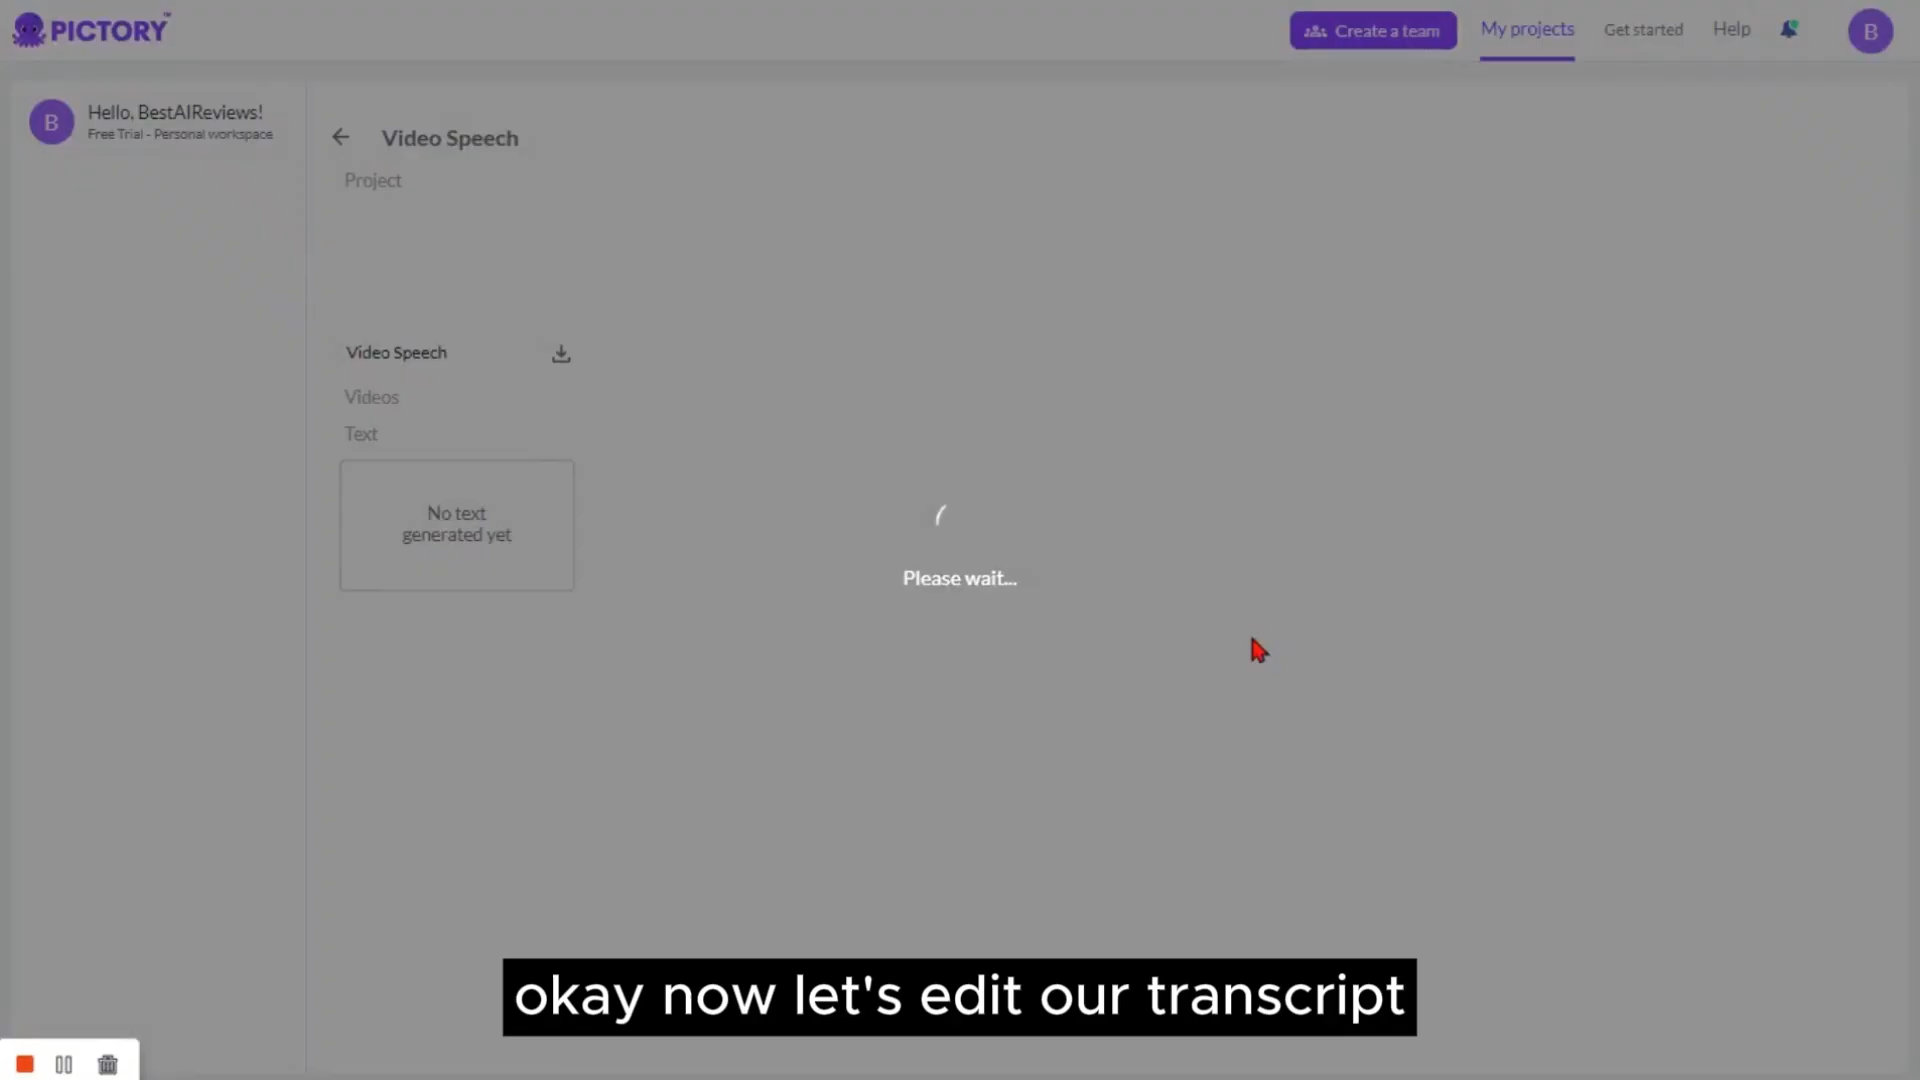 PICTORY™
Create a team
My projects
Get started
Help
B
B
Hello, BestAIReviews!
Free Trial - Personal workspace
Video Speech
Project
Video Speech
Videos
Text
No text
generated yet
Please wait...
okay now let's edit our transcript